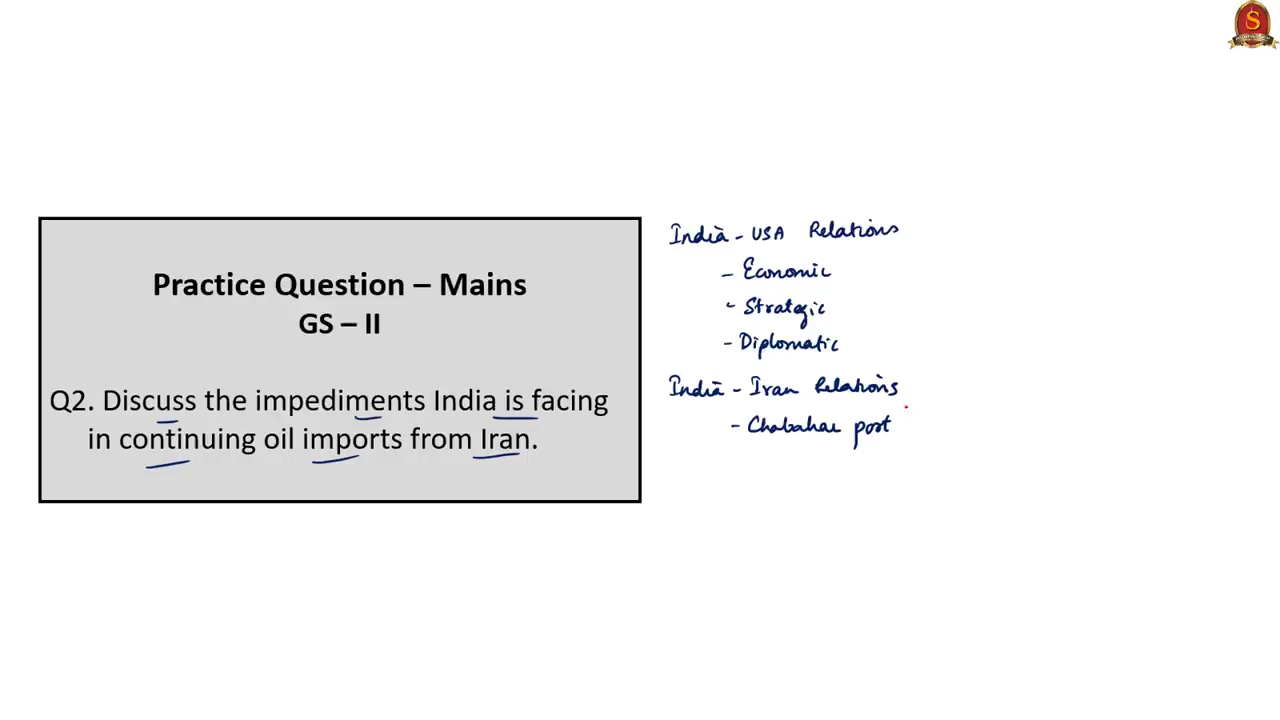 Practice Question – Mains
GS – II
Q2. Discuss the impediments India is facing
in continuing oil imports from Iran.
India - USA Relations
- Economic
- Strategic
- Diplomatic
India - Iran Relations
- Chabahar port
S